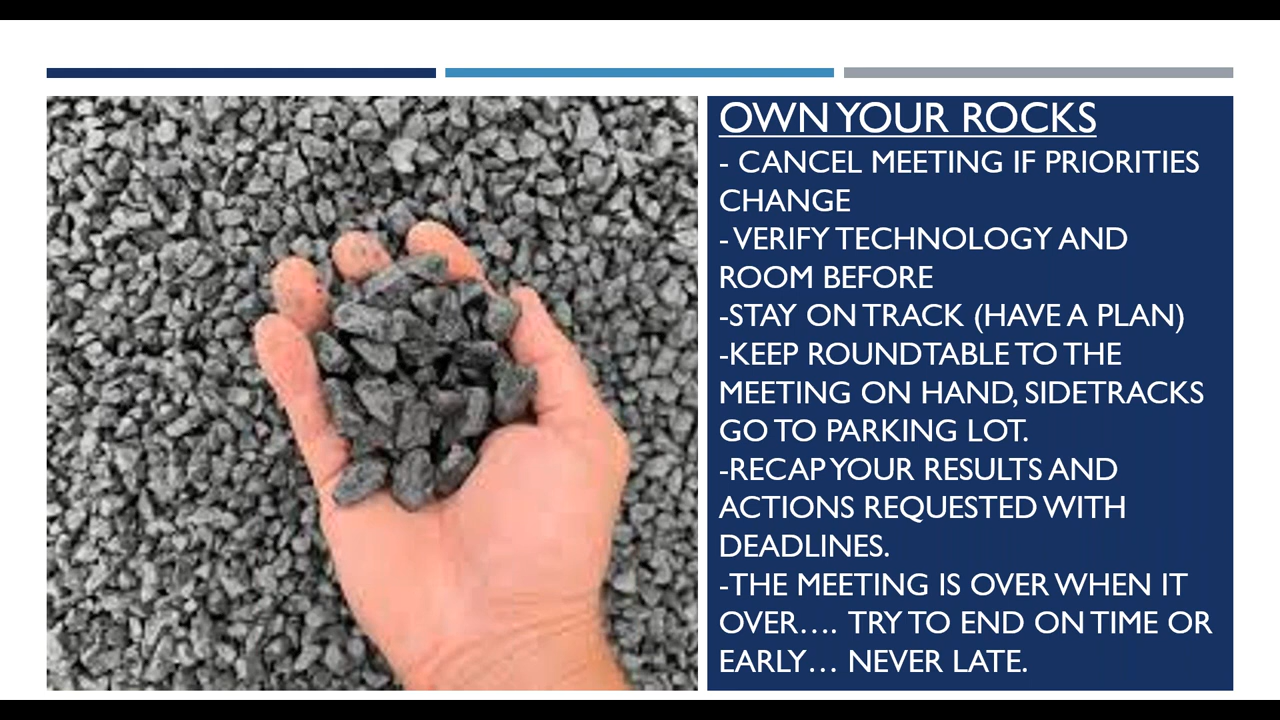 OWN YOUR ROCKS
- CANCEL MEETING IF PRIORITIES
CHANGE
- VERIFY TECHNOLOGY AND
ROOM BEFORE
-STAY ON TRACK (HAVE A PLAN)
-KEEP ROUNDTABLE TO THE
MEETING ON HAND, SIDETRACKS
GO TO PARKING LOT.
-RECAP YOUR RESULTS AND
ACTIONS REQUESTED WITH
DEADLINES.
-THE MEETING IS OVER WHEN IT
OVER.... TRY TO END ON TIME OR
EARLY... NEVER LATE.